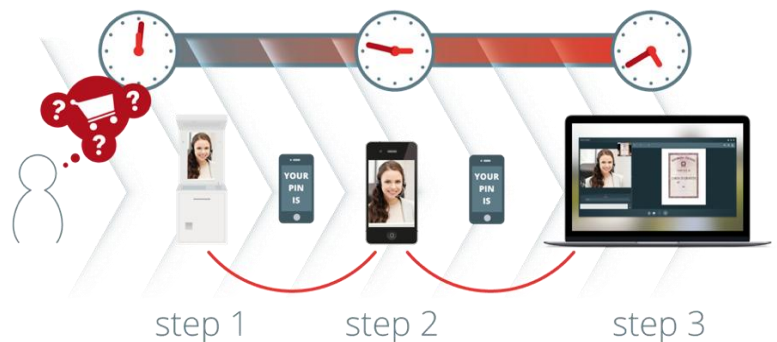 ? ?
?
YOUR
PIN
IS
YOUR
PIN
IS
step 1
step 2
step 3